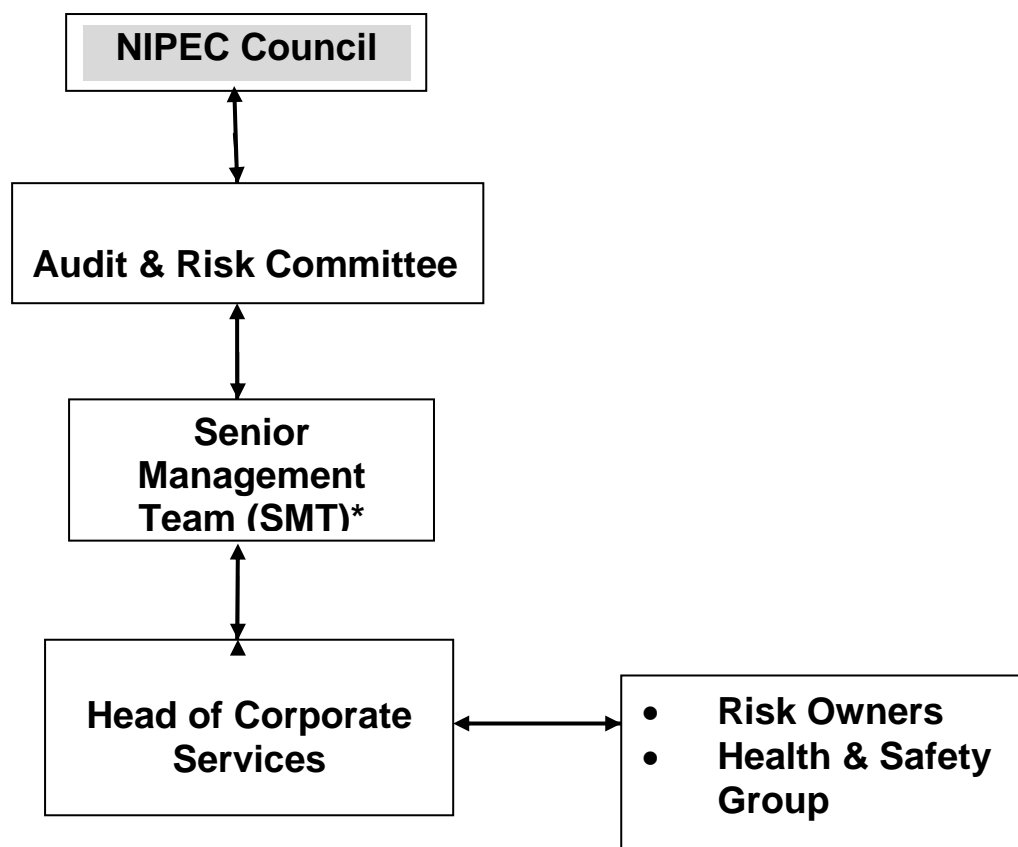 NIPEC Council
Audit & Risk Committee
Senior
Management
Team (SMT)*
Head of Corporate
Services
• Risk Owners
• Health & Safety
Group